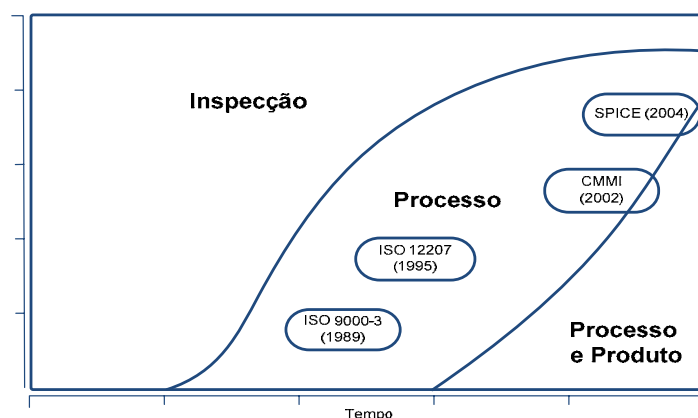 Inspecção
SPICE (2004)
CMMI
(2002)
Processo
ISO 12207
(1995)
ISO 9000-3
(1989)
Processo
e Produto
Tempo